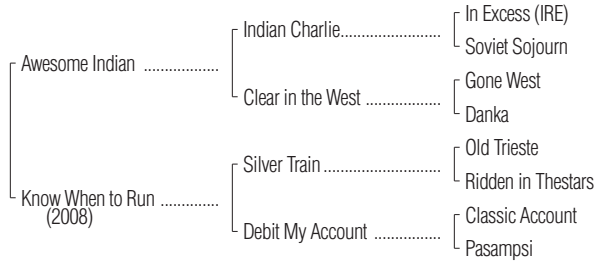 In Excess (IRE)
Indian Charlie.....................
Soviet Sojourn
Awesome Indian ..................
Gone West
Clear in the West ..................
Danka
Old Trieste
Silver Train.........................
Ridden in Thestars
Know When to Run ..............
(2008)
Classic Account
Debit My Account ................
Pasampsi